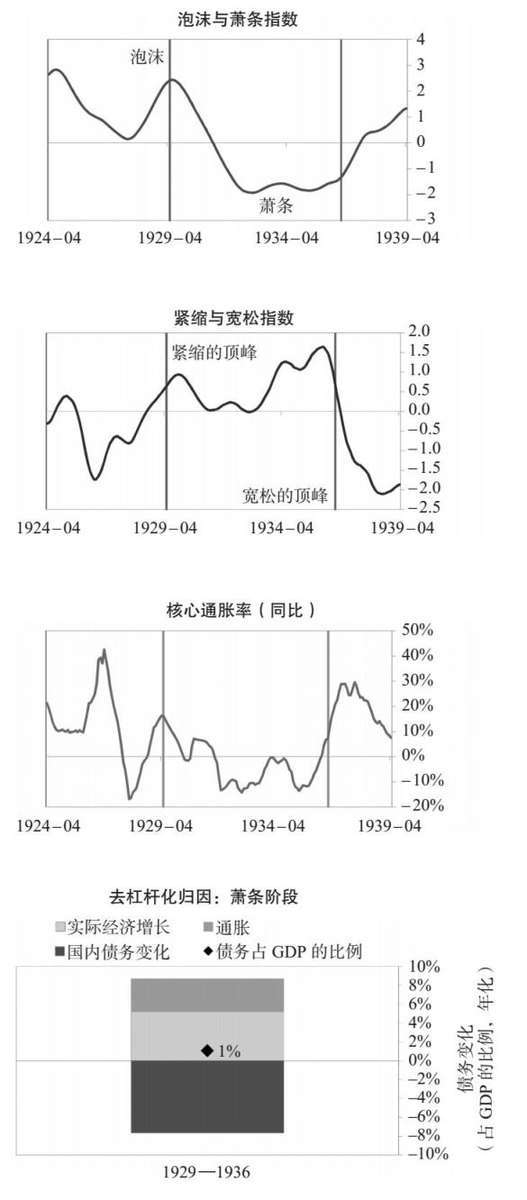 泡沫与萧条指数
泡沫
萧条
4
3
2
1
0
−1
−2
−3
1924–04 1929–04 1934–04 1939–04
紧缩与宽松指数
紧缩的顶峰
宽松的顶峰
2.0
1.5
1.0
0.5
0.0
−0.5
−1.0
−1.5
−2.0
−2.5
1924–04 1929–04 1934–04 1939–04
核心通胀率（同比）
50%
40%
30%
20%
10%
0%
−10%
−20%
1924–04 1929–04 1934–04 1939–04
去杠杆化归因：萧条阶段
实际经济增长 通胀
国内债务变化 债务占 GDP 的比例
1%
10%
8%
6%
4%
2%
0%
−2%
−4%
−6%
−8%
−10%
债务变化
（占 GDP 的比例，年化）
1929—1936